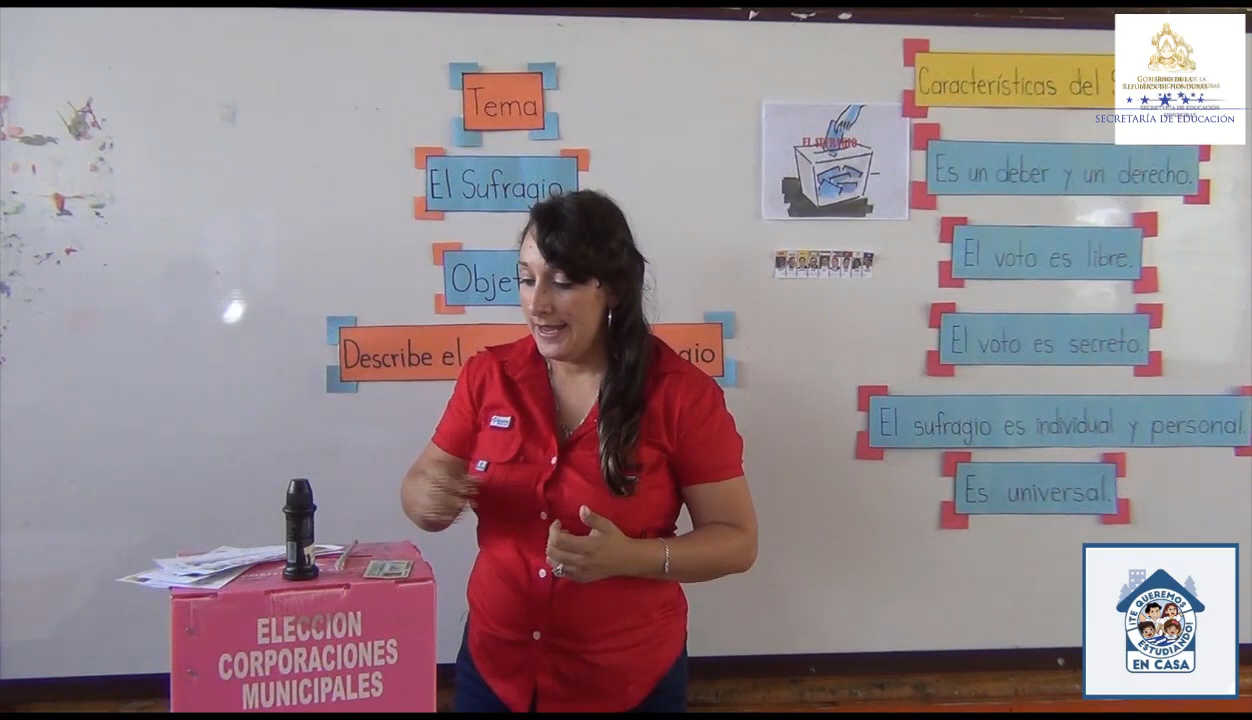 Tema
El Sufragio
Objet
Describe el
agio
EL SUFRAGIO
Características del S
Es un deber y un derecho.
El voto es libre.
El voto es secreto.
El sufragio es individual y personal.
Es universal.
ELECCION
CORPORACIONES
MUNICIPALES
GOBIERNO DE LA
REPÚBLICA DE HONDURAS
SECRETARÍA DE EDUCACIÓN
¡TE QUEREMOS
ESTUDIANDO!
EN CASA